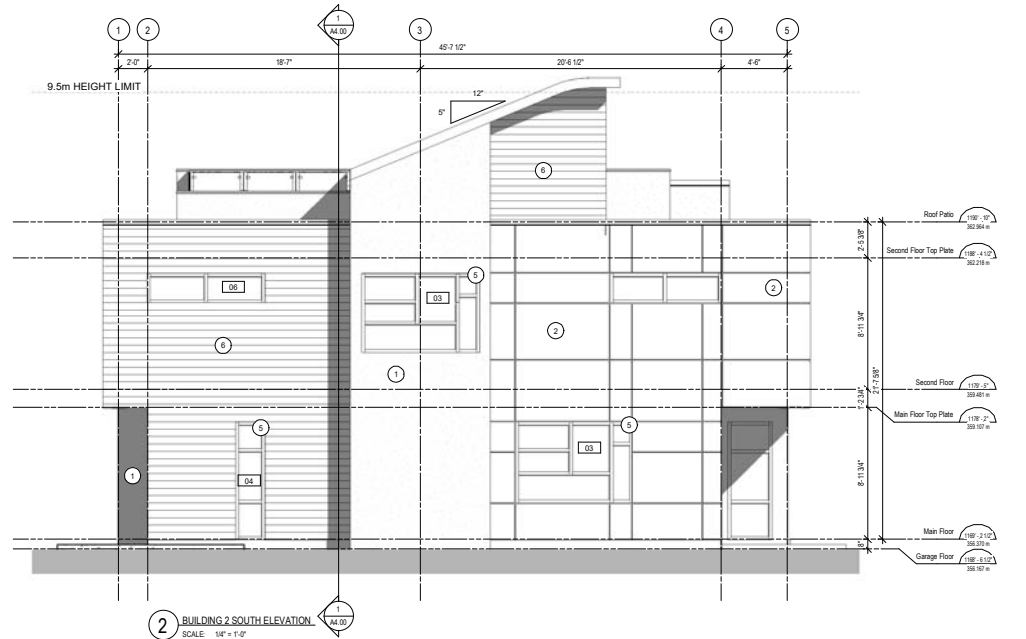 1
A4.00
1
2
3
4
5
45'-7 1/2"
2'-0"
18'-7"
20'-6 1/2"
4'-6"
9.5m HEIGHT LIMIT
12"
5"
6
Roof Patio
1190' - 10"
362.964 m
2'-5 3/8"
Second Floor Top Plate
1188' - 4 1/2"
362.218 m
06
5
03
2
2
6
1
8'-11 3/4"
21'-7 5/8"
Second Floor
1179' - 5"
359.481 m
1'-2 3/4"
Main Floor Top Plate
1178' - 2"
359.107 m
5
5
03
1
04
8'-11 3/4"
Main Floor
1169' - 2 1/2"
356.370 m
8"
Garage Floor
1168' - 6 1/2"
356.167 m
2
BUILDING 2 SOUTH ELEVATION
SCALE: 1/4" = 1'-0"
1
A4.00